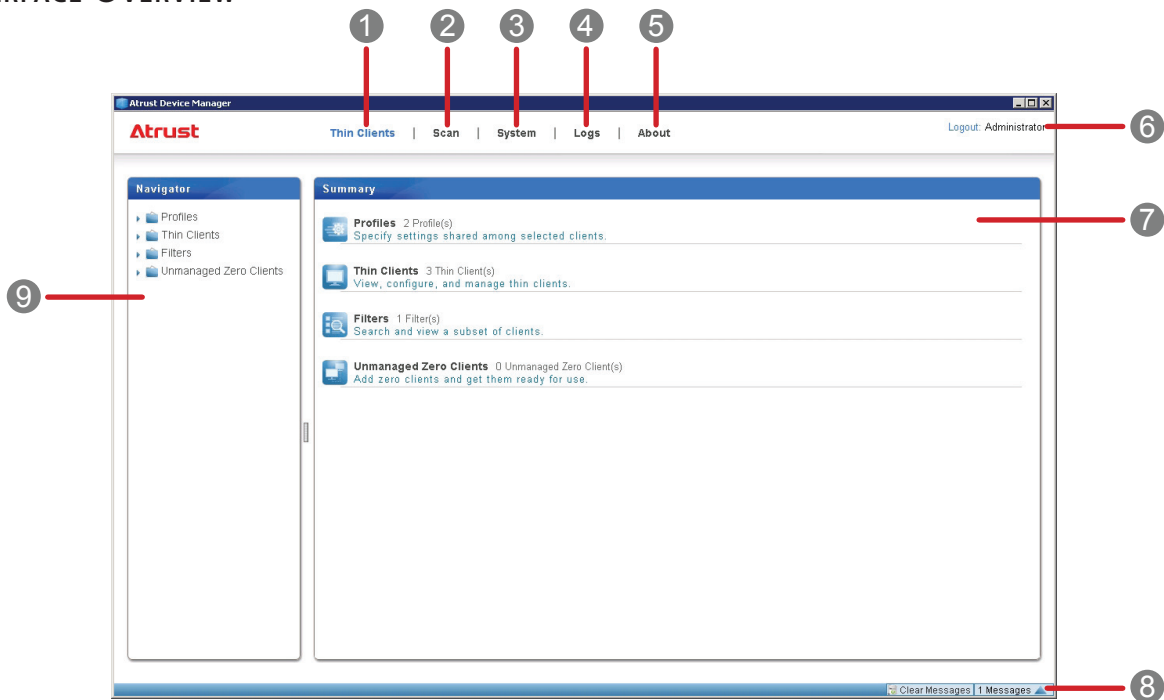 OVERVIEW
1 2 3 4 5
Atrust Device Manager
Atrust
Thin Clients | Scan | System | Logs | About
Logout: Administrator
6
Navigator
Profiles
Thin Clients
Filters
Unmanaged Zero Clients
9
Summary
7
Profiles 2 Profile(s)
Specify settings shared among selected clients.
Thin Clients 3 Thin Client(s)
View, configure, and manage thin clients.
Filters 1 Filter(s)
Search and view a subset of clients.
Unmanaged Zero Clients 0 Unmanaged Zero Client(s)
Add zero clients and get them ready for use.
Clear Messages 1 Messages
8